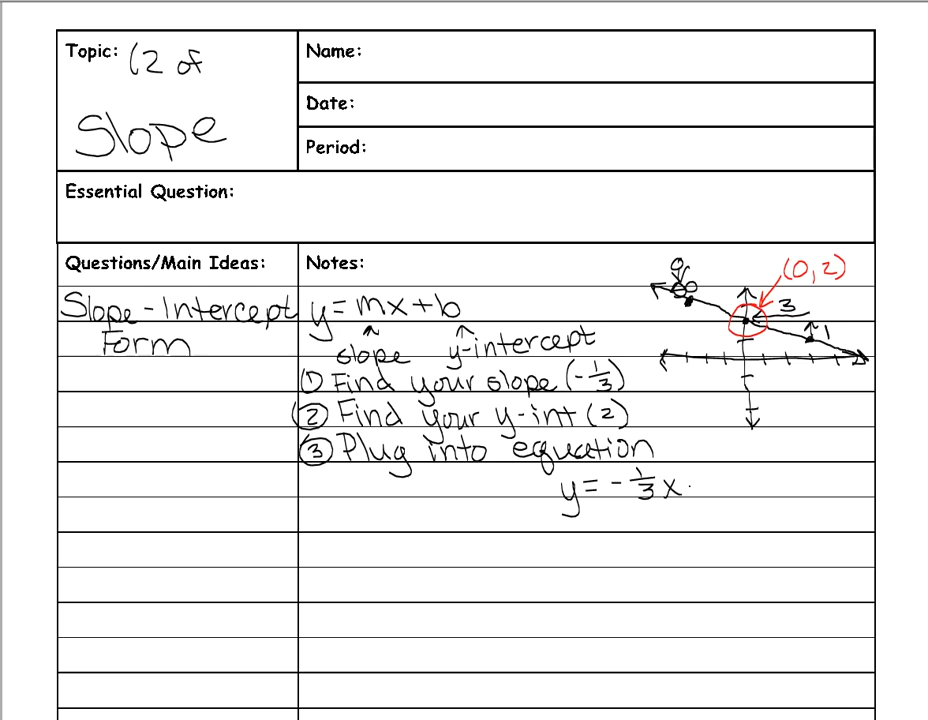 Topic: (2 of
Slope
Name:
Date:
Period:
Essential Question:
Questions/Main Ideas:
Slope-Intercept
Form
Notes:
y = mx + b
slope y-intercept
① Find your slope (-1/3)
② Find your y-int (2)
③ Plug into equation
y = -1/3 x
(0,2)
3
1